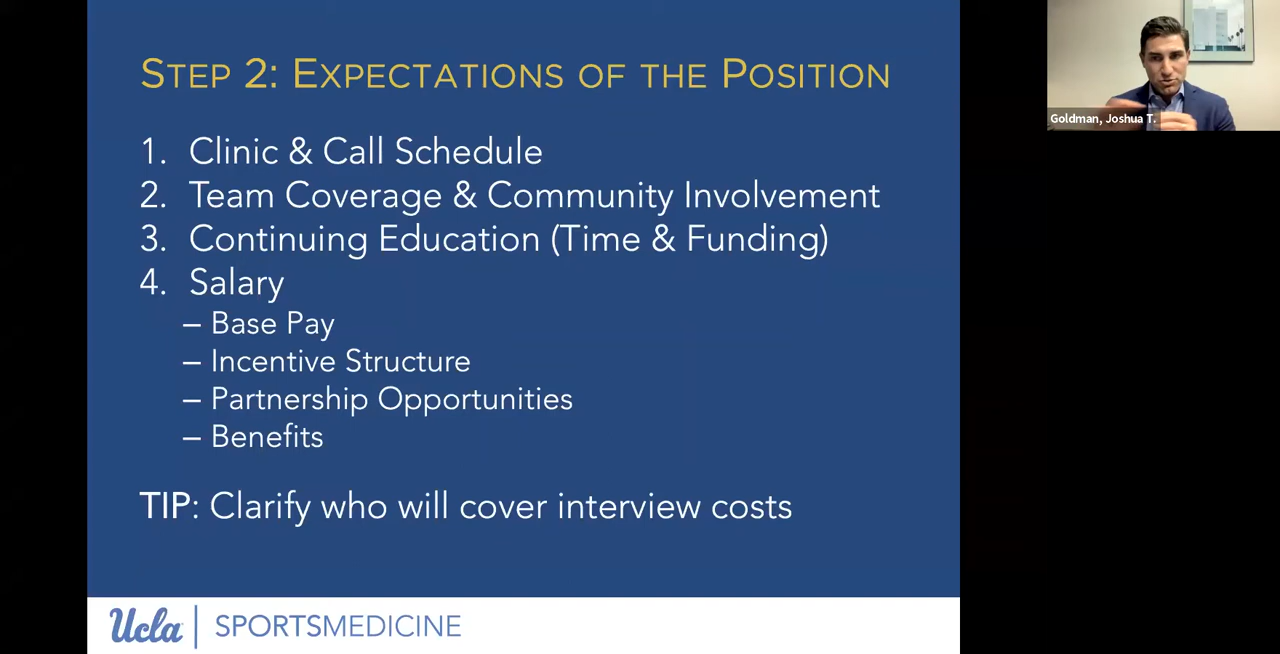 STEP 2: EXPECTATIONS OF THE POSITION
1. Clinic & Call Schedule
2. Team Coverage & Community Involvement
3. Continuing Education (Time & Funding)
4. Salary
– Base Pay
– Incentive Structure
– Partnership Opportunities
– Benefits
TIP: Clarify who will cover interview costs
Ucla | SPORTSMEDICINE
Goldman, Joshua T.